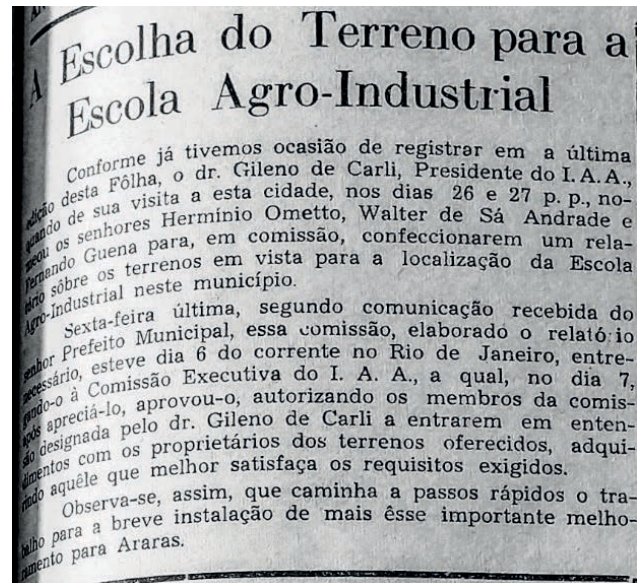 A Escolha do Terreno para a
Escola Agro-Industrial
Conforme já tivemos ocasião de registrar em a última
edição desta Fôlha, o dr. Gileno de Carli, Presidente do I. A. A.,
quando de sua visita a esta cidade, nos dias 26 e 27 p. p., no-
meou os senhores Hermínio Ometto, Walter de Sá Andrade e
Fernando Guena para, em comissão, confeccionarem um rela-
tório sôbre os terrenos em vista para a localização da Escola
Agro-Industrial neste município.
Sexta-feira última, segundo comunicação recebida do
senhor Prefeito Municipal, essa comissão, elaborado o relatório
necessário, esteve dia 6 do corrente no Rio de Janeiro, entre-
gando-o à Comissão Executiva do I. A. A., a qual, no dia 7,
após apreciá-lo, aprovou-o, autorizando os membros da comis-
são designada pelo dr. Gileno de Carli a entrarem em enten-
dimentos com os proprietários dos terrenos oferecidos, adqui-
rindo aquêle que melhor satisfaça os requisitos exigidos.
Observa-se, assim, que caminha a passos rápidos o tra-
balho para a breve instalação de mais êsse importante melho-
ramento para Araras.